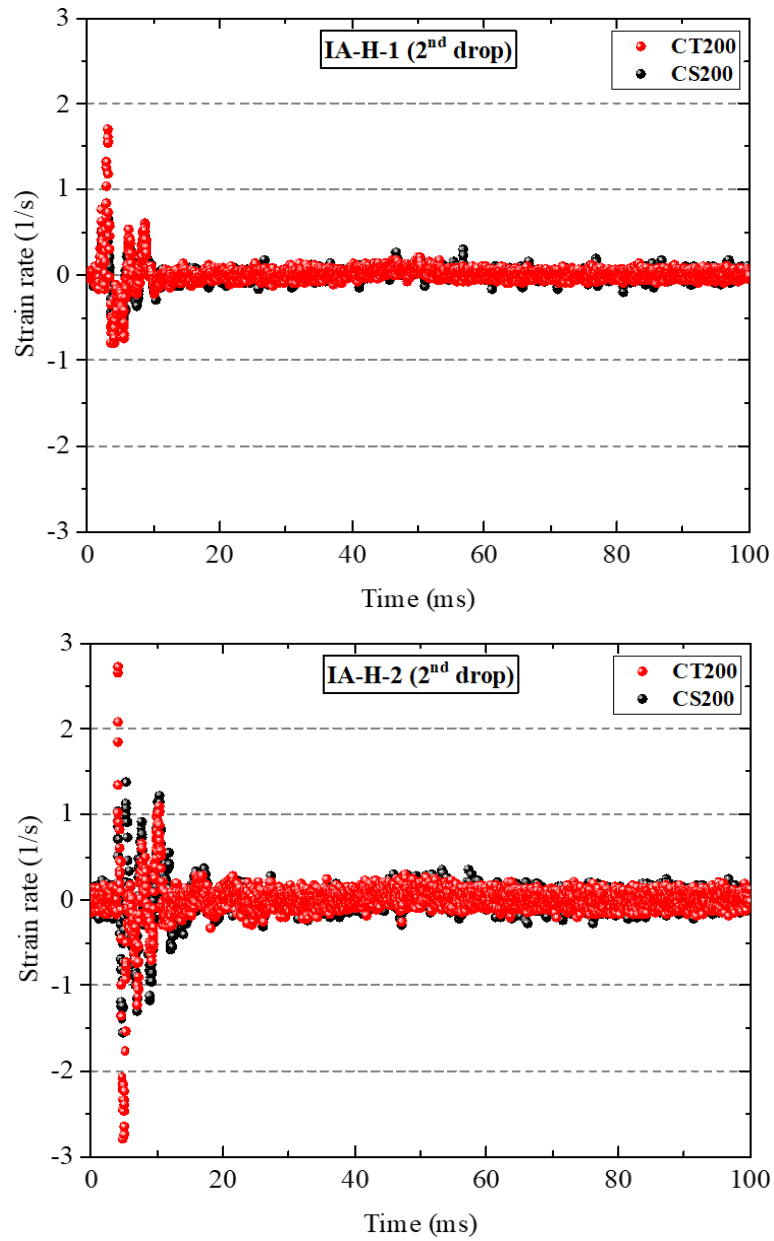 IA-H-1 (2nd drop)
CT200
CS200
3
2
1
0
-1
-2
-3
Strain rate (1/s)
0 20 40 60 80 100
Time (ms)
IA-H-2 (2nd drop)
CT200
CS200
3
2
1
0
-1
-2
-3
Strain rate (1/s)
0 20 40 60 80 100
Time (ms)